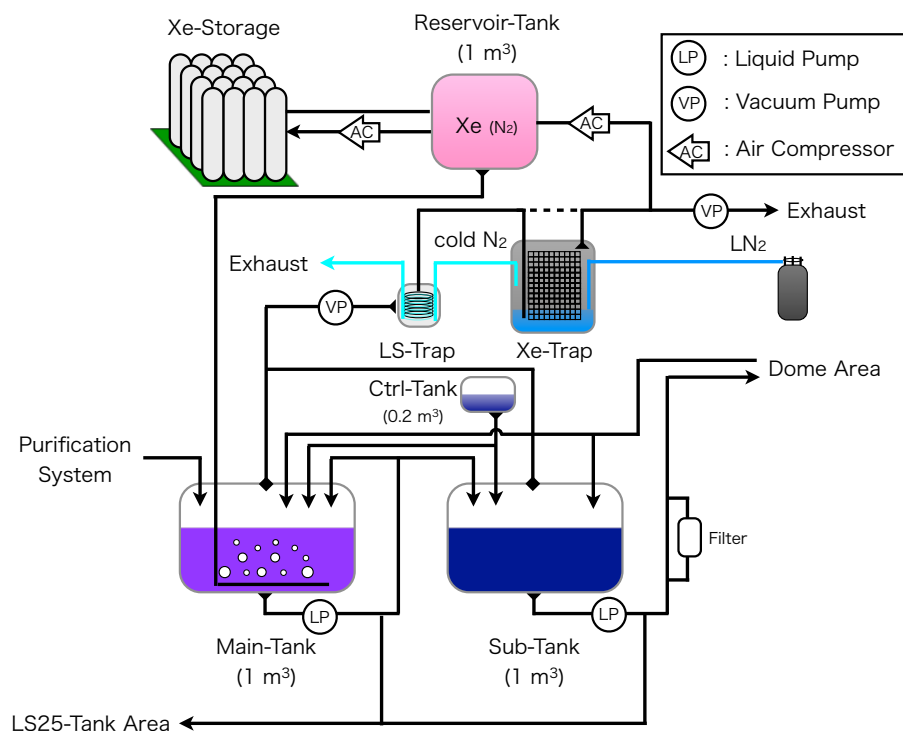 Reservoir-Tank
(1 m³)
Xe-Storage
LP : Liquid Pump
VP : Vacuum Pump
AC : Air Compressor
AC
Xe (N₂)
AC
VP
Exhaust
cold N₂
LN₂
Exhaust
VP
LS-Trap
Xe-Trap
Dome Area
Ctrl-Tank
(0.2 m³)
Purification
System
Filter
LP
LP
Main-Tank
(1 m³)
Sub-Tank
(1 m³)
LS25-Tank Area